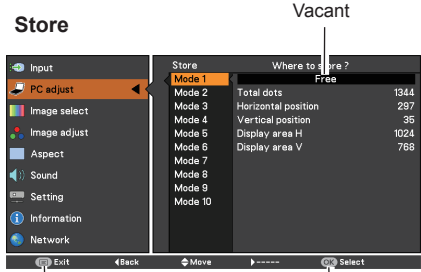 Vacant
Store
Input
PC adjust
Image select
Image adjust
Aspect
Sound
Setting
Information
Network
Store
Mode 1
Mode 2
Mode 3
Mode 4
Mode 5
Mode 6
Mode 7
Mode 8
Mode 9
Mode 10
Where to store ?
Free
Total dots 1344
Horizontal position 297
Vertical position 35
Display area H 1024
Display area V 768
Exit Back Move ----- OK Select